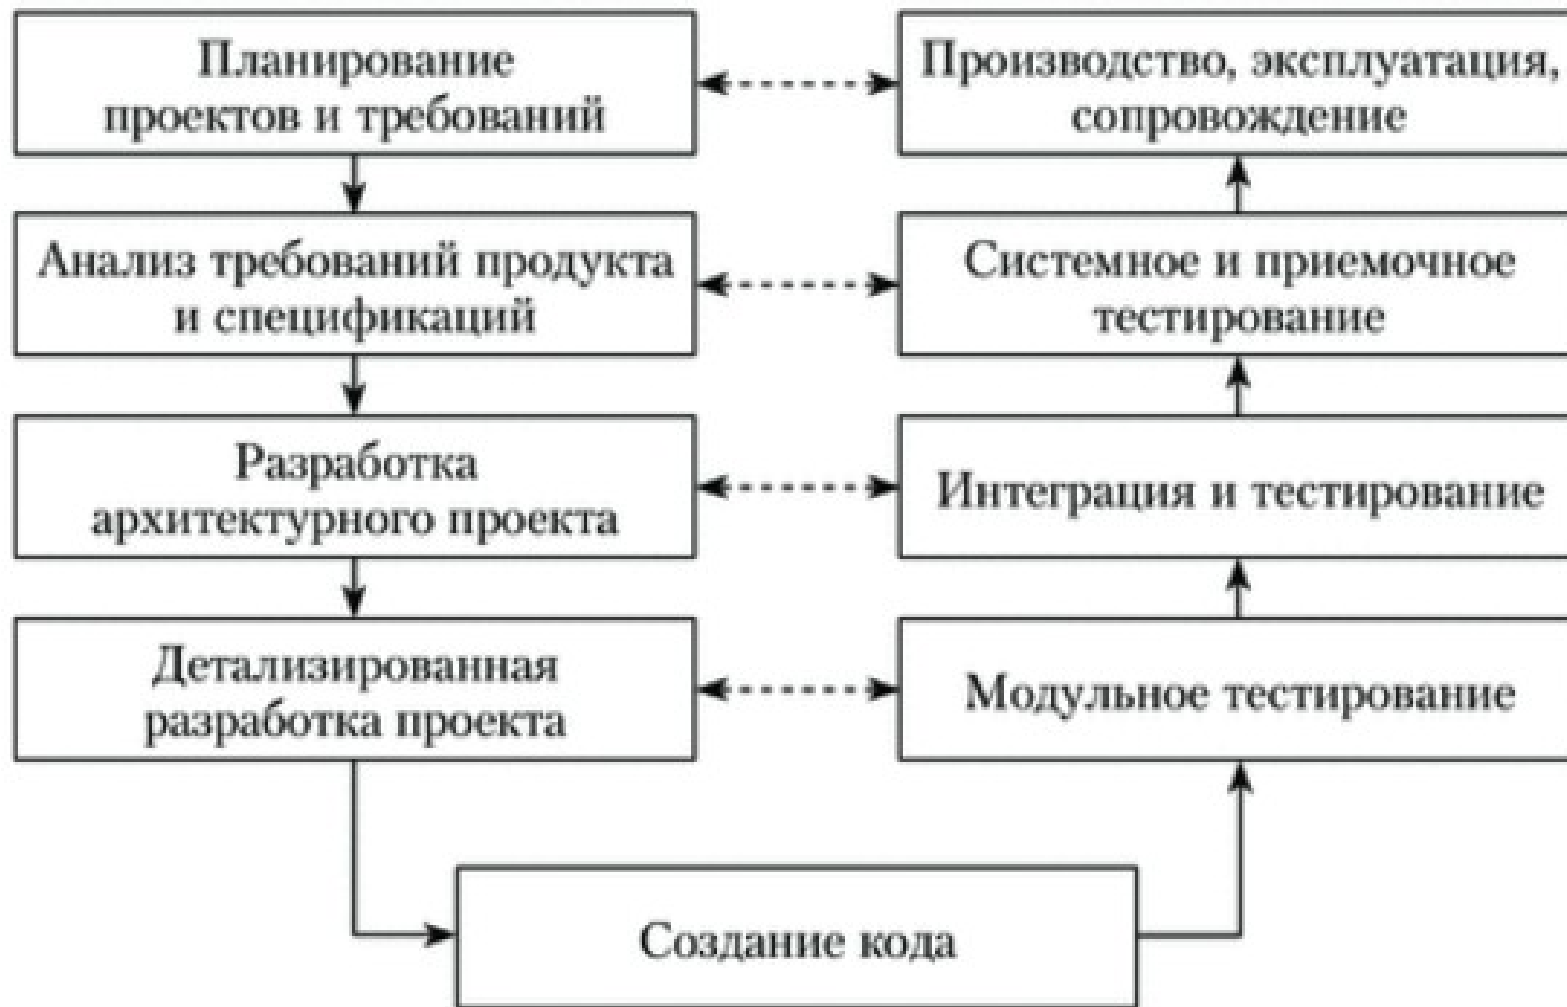 Планирование
проектов и требований
Производство, эксплуатация,
сопровождение
Анализ требований продукта
и спецификаций
Системное и приемочное
тестирование
Разработка
архитектурного проекта
Интеграция и тестирование
Детализированная
разработка проекта
Модульное тестирование
Создание кода